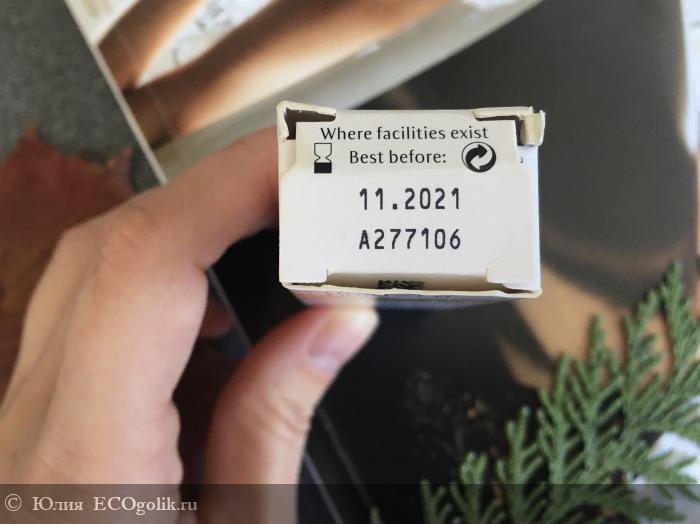 Where facilities exist
Best before:
11.2021
A277106
© Юлия ECOgolik.ru